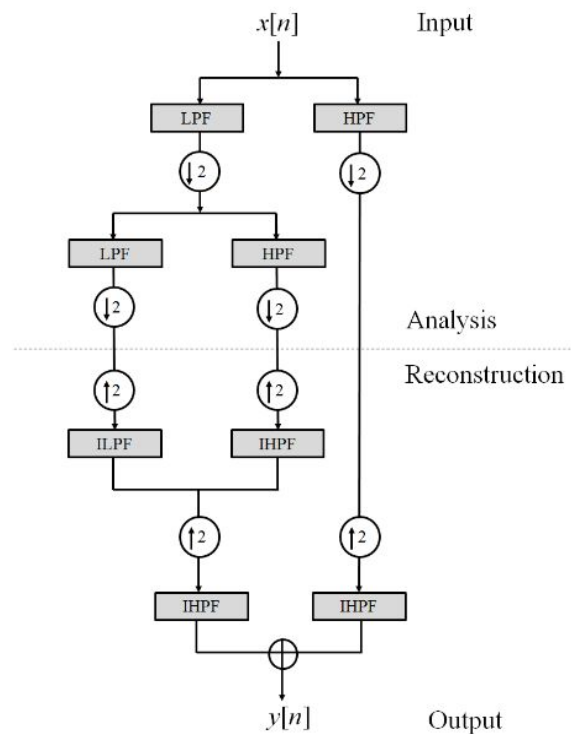 x[n] Input
LPF HPF
↓2 ↓2
LPF HPF
↓2 ↓2
Analysis
Reconstruction
↑2 ↑2
ILPF IHPF
↑2 ↑2
IHPF IHPF
y[n] Output